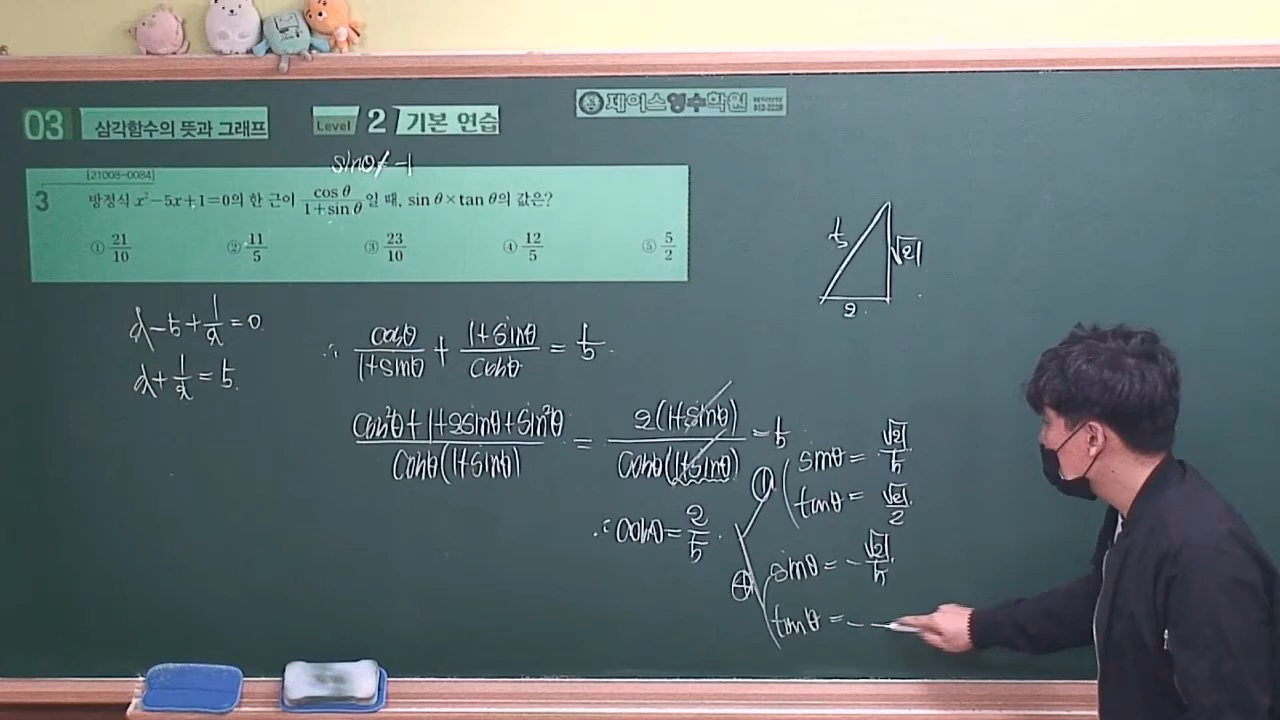 03 삼각함수의 뜻과 그래프 Level 2 기본 연습
제이스영수학원
sinθ≠-1
[21008-0084]
3 방정식 x²-5x+1=0의 한 근이 cosθ/(1+sinθ)일 때, sinθ×tanθ의 값은?
① 21/10 ② 11/5 ③ 23/10 ④ 12/5 ⑤ 5/2
5 √21
2
x-5+1/x=0
x+1/x=5.
∴ cosθ/(1+sinθ) + (1+sinθ)/cosθ = 5.
(cos²θ+1+2sinθ+sin²θ)/(cosθ(1+sinθ)) = 2(1+sinθ)/(cosθ(1+sinθ)) = 5
∴ cosθ = 2/5.
① sinθ = √21/5
tanθ = √21/2
④ sinθ = -√21/5
tanθ = -